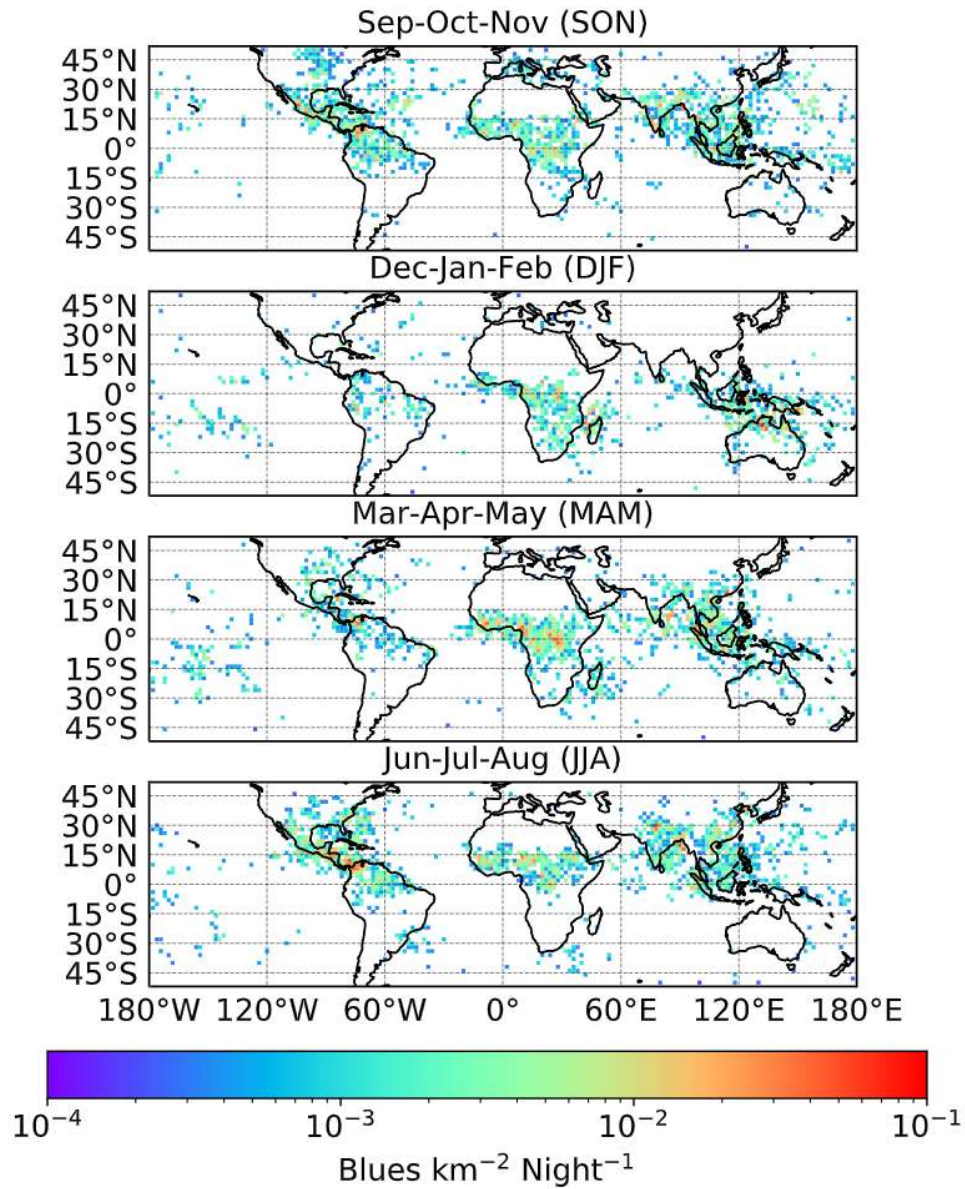 Sep-Oct-Nov (SON)
45°N
30°N
15°N
0°
15°S
30°S
45°S
Dec-Jan-Feb (DJF)
45°N
30°N
15°N
0°
15°S
30°S
45°S
Mar-Apr-May (MAM)
45°N
30°N
15°N
0°
15°S
30°S
45°S
Jun-Jul-Aug (JJA)
45°N
30°N
15°N
0°
15°S
30°S
45°S
180°W 120°W 60°W 0° 60°E 120°E 180°E
10⁻⁴ 10⁻³ 10⁻² 10⁻¹
Blues km⁻² Night⁻¹